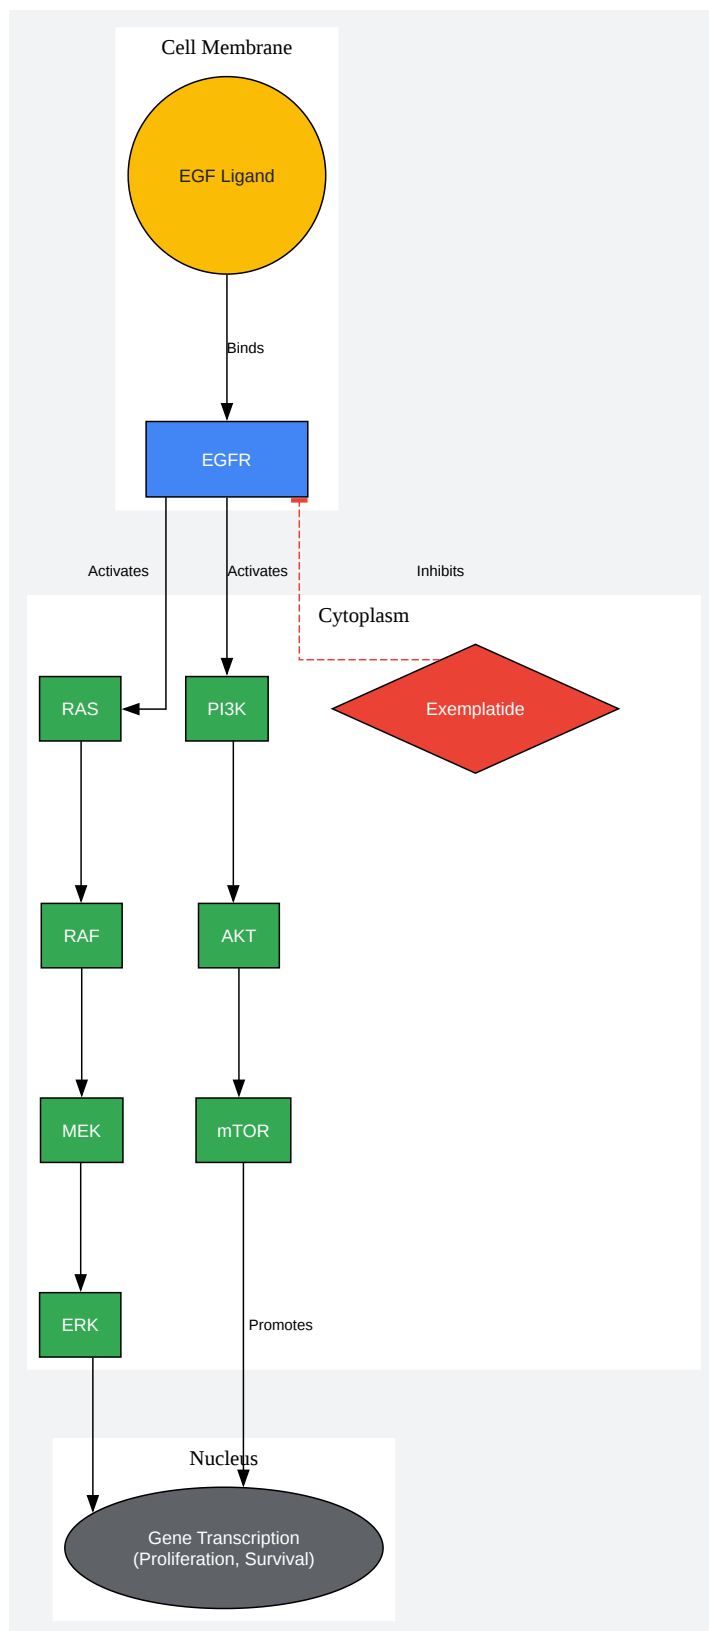 Cell Membrane
EGF Ligand
Binds
EGFR
Activates
Activates
Inhibits
Cytoplasm
RAS
PI3K
Exemplatide
RAF
AKT
MEK
mTOR
ERK
Promotes
Nucleus
Gene Transcription
(Proliferation, Survival)